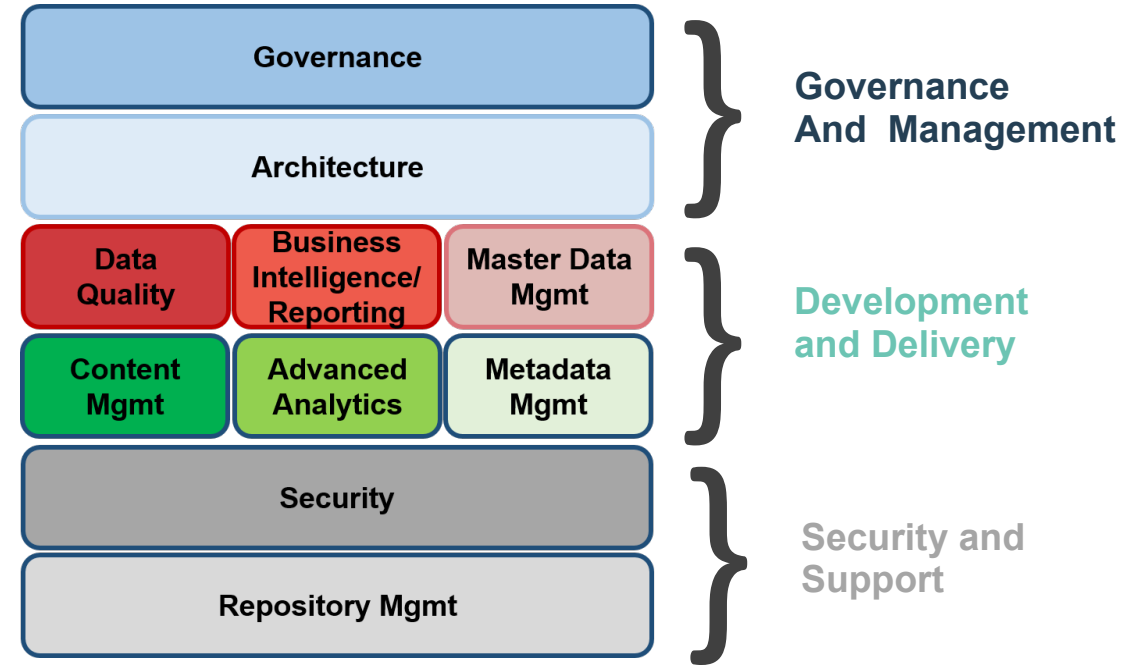 Governance
Architecture
Data
Quality
Business
Intelligence/
Reporting
Master Data
Mgmt
Content
Mgmt
Advanced
Analytics
Metadata
Mgmt
Security
Repository Mgmt
Governance
And  Management
Development
and Delivery
Security and
Support